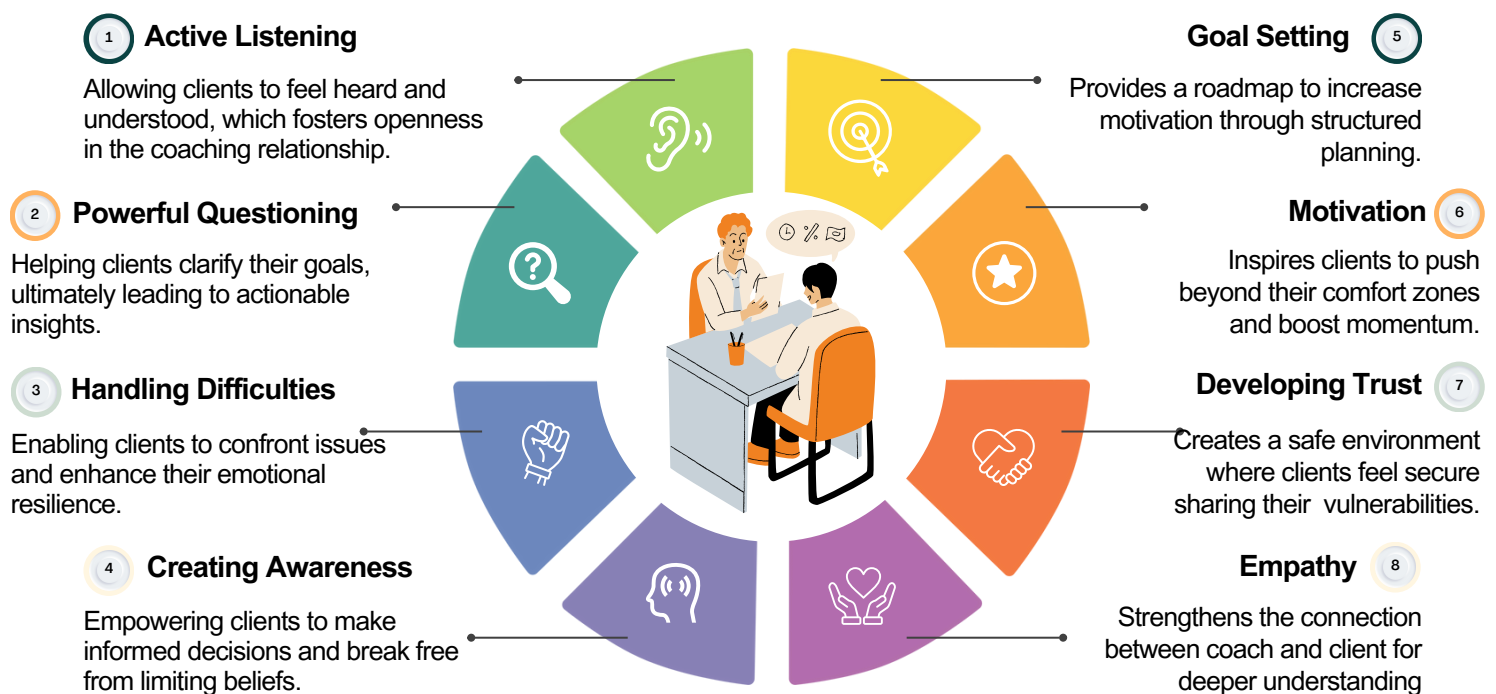 1 Active Listening
Allowing clients to feel heard and
understood, which fosters openness
in the coaching relationship.
2 Powerful Questioning
Helping clients clarify their goals,
ultimately leading to actionable
insights.
3 Handling Difficulties
Enabling clients to confront issues
and enhance their emotional
resilience.
4 Creating Awareness
Empowering clients to make
informed decisions and break free
from limiting beliefs.
Goal Setting 5
Provides a roadmap to increase
motivation through structured
planning.
Motivation 6
Inspires clients to push
beyond their comfort zones
and boost momentum.
Developing Trust 7
Creates a safe environment
where clients feel secure
sharing their vulnerabilities.
Empathy 8
Strengthens the connection
between coach and client for
deeper understanding
?
%